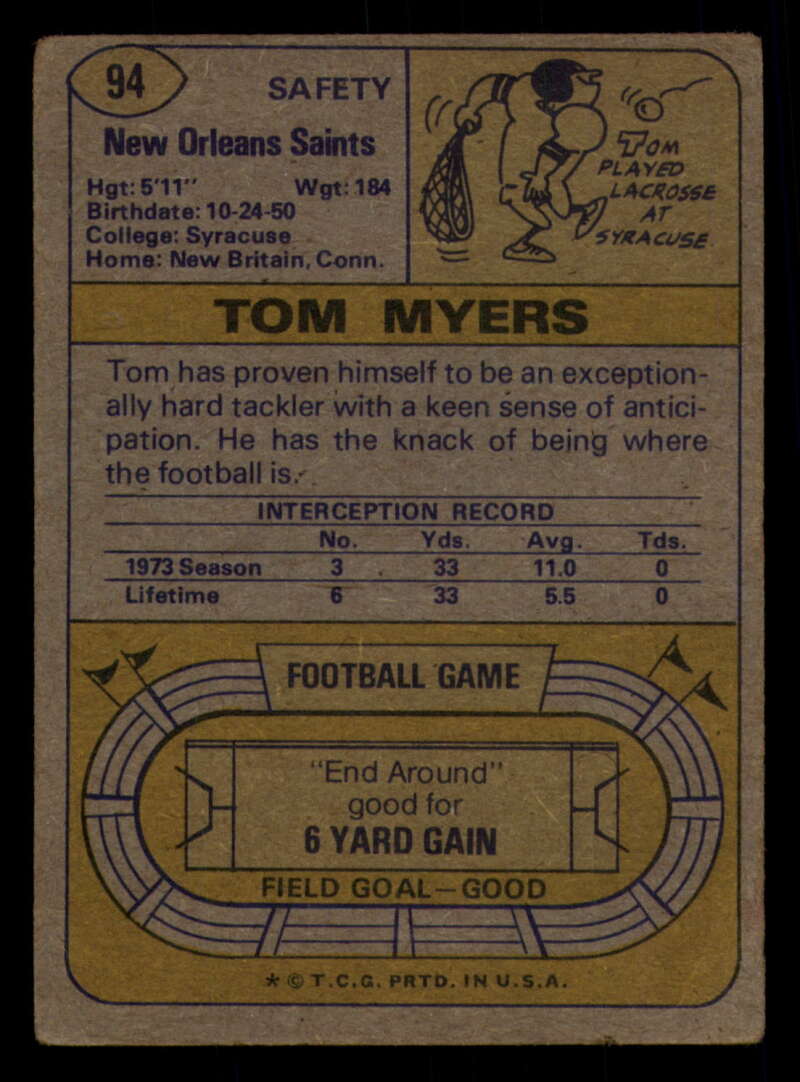 94
SAFETY
New Orleans Saints
Hgt: 5'11" Wgt: 184
Birthdate: 10-24-50
College: Syracuse
Home: New Britain, Conn.
TOM
PLAYED
LACROSSE
AT
SYRACUSE.
TOM MYERS
Tom has proven himself to be an exception-
ally hard tackler with a keen sense of antici-
pation. He has the knack of being where
the football is.
INTERCEPTION RECORD
No. Yds. Avg. Tds.
1973 Season 3 33 11.0 0
Lifetime 6 33 5.5 0
FOOTBALL GAME
"End Around"
good for
6 YARD GAIN
FIELD GOAL—GOOD
* © T.C.G. PRTD. IN U.S.A.